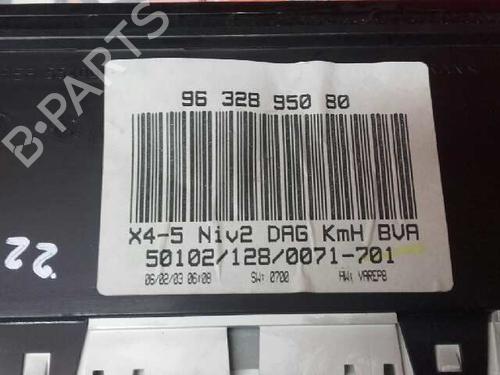 B-PARTS
96 328 950 80
X4-5 Niv2 DAG KmH BVA
50102/128/0071-701
06/02/03 06:08 SW: 0700 HW: VAREP8
22